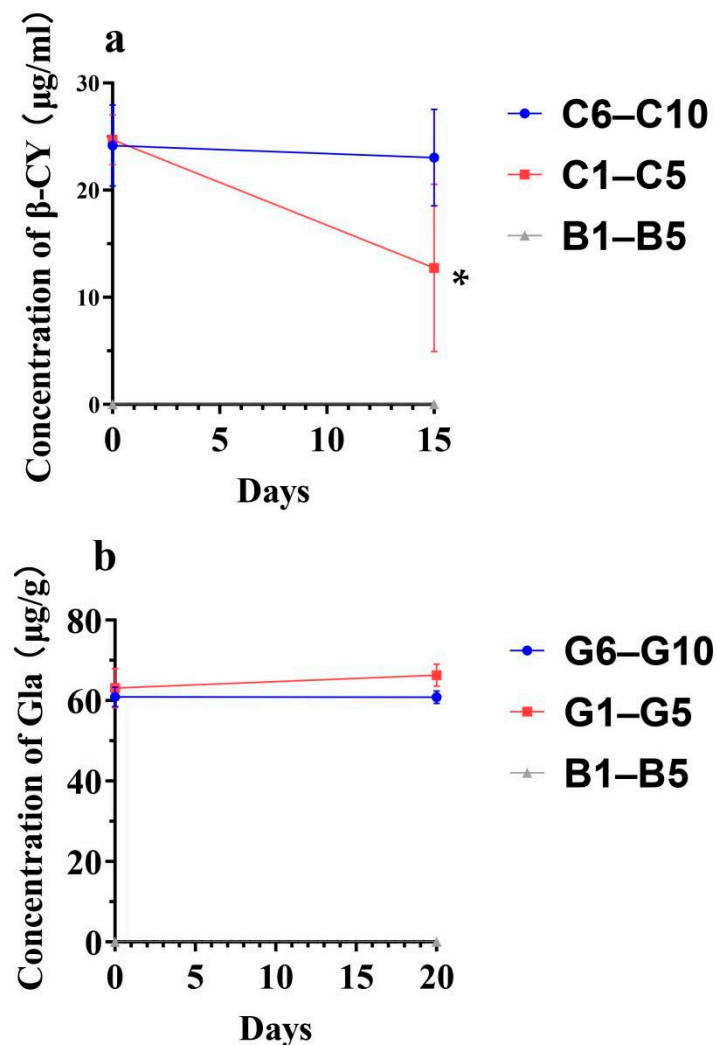 a
Concentration of β-CY（μg/ml）
30
20
10
0
0 5 10 15
Days
*
C6–C10
C1–C5
B1–B5
b
Concentration of Gla（μg/g）
80
60
40
20
0
0 5 10 15 20
Days
G6–G10
G1–G5
B1–B5